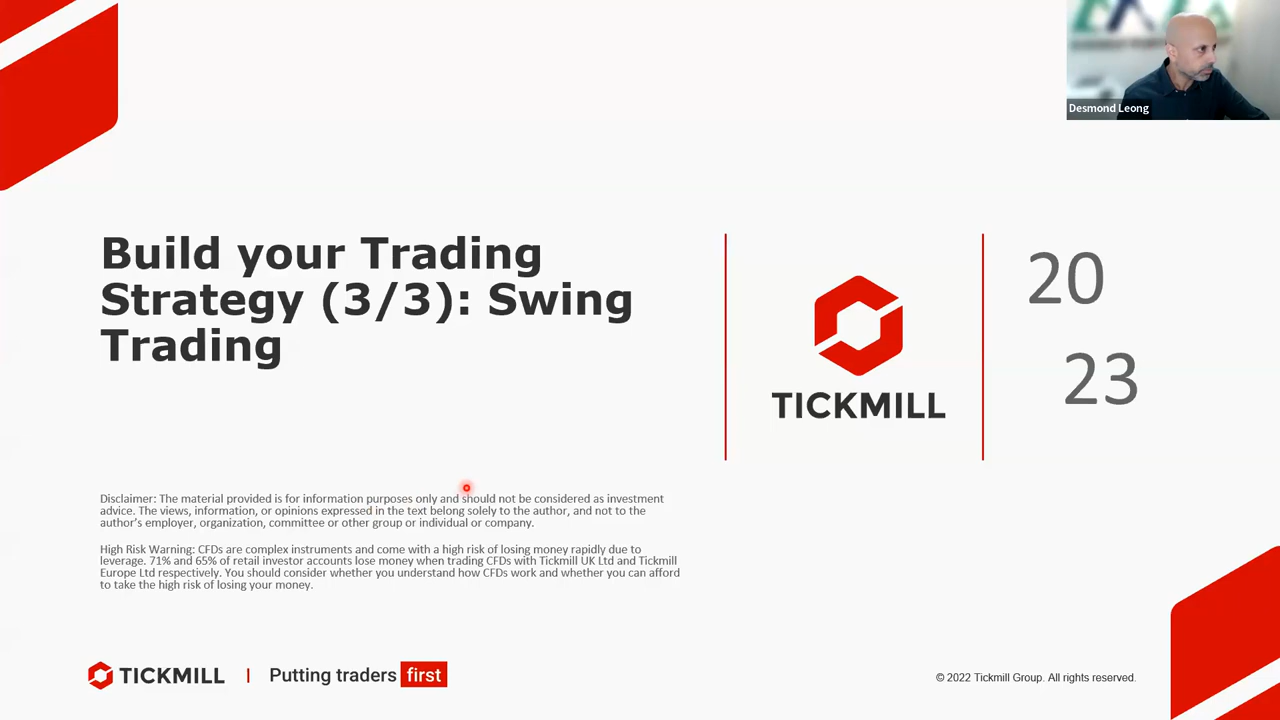 Desmond Leong
Build your Trading
Strategy (3/3): Swing
Trading
TICKMILL
20
23
Disclaimer: The material provided is for information purposes only and should not be considered as investment
advice. The views, information, or opinions expressed in the text belong solely to the author, and not to the
author's employer, organization, committee or other group or individual or company.
High Risk Warning: CFDs are complex instruments and come with a high risk of losing money rapidly due to
leverage. 71% and 65% of retail investor accounts lose money when trading CFDs with Tickmill UK Ltd and Tickmill
Europe Ltd respectively. You should consider whether you understand how CFDs work and whether you can afford
to take the high risk of losing your money.
TICKMILL | Putting traders first
© 2022 Tickmill Group. All rights reserved.